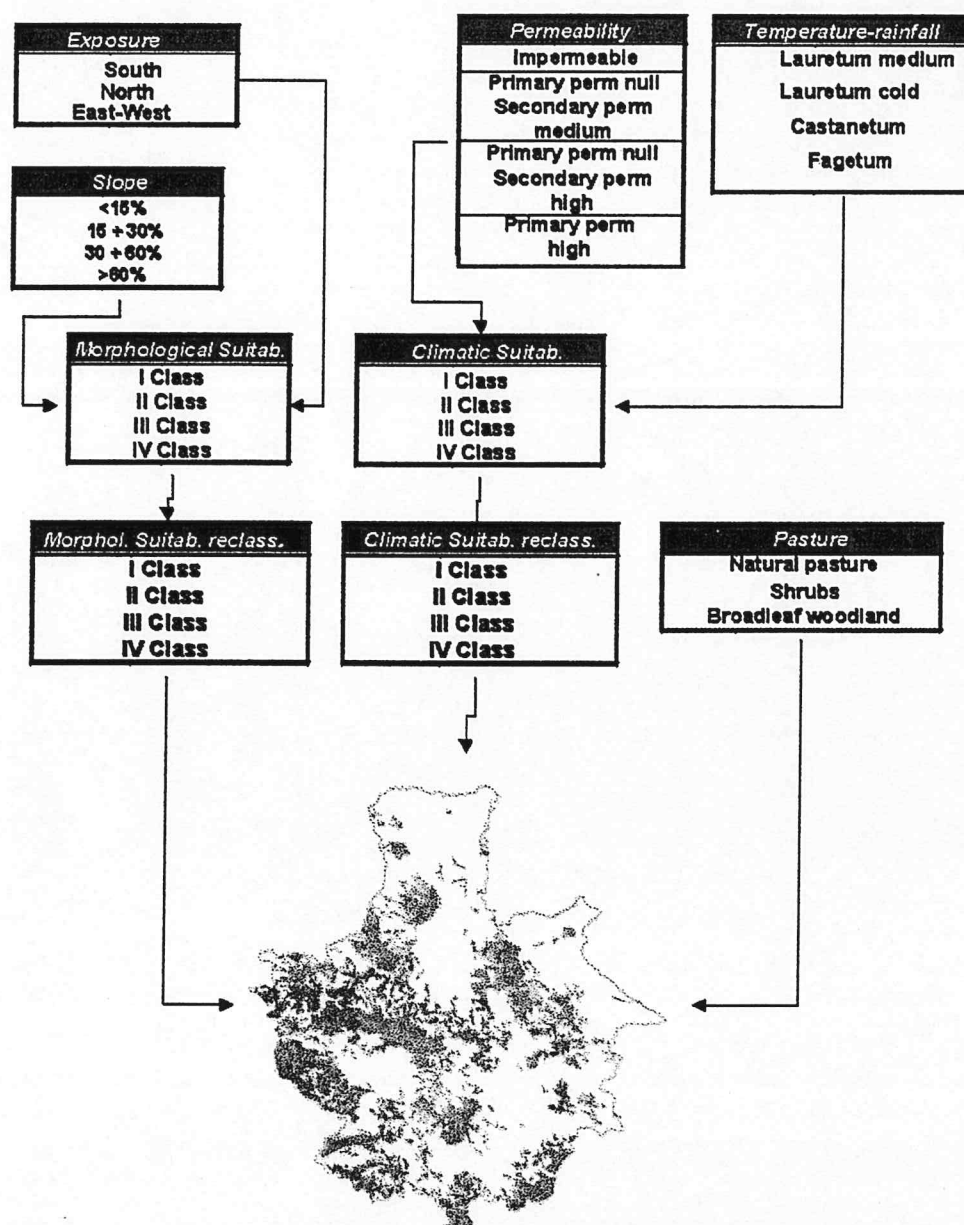 Exposure
South
North
East-West
Slope
<15%
15 ÷ 30%
30 ÷ 60%
>60%
Permeability
Impermeable
Primary perm null
Secondary perm
medium
Primary perm null
Secondary perm
high
Primary perm
high
Temperature-rainfall
Lauretum medium
Lauretum cold
Castanetum
Fagetum
Morphological Suitab.
I Class
II Class
III Class
IV Class
Climatic Suitab.
I Class
II Class
III Class
IV Class
Morphol. Suitab. reclass.
I Class
II Class
III Class
IV Class
Climatic Suitab. reclass.
I Class
II Class
III Class
IV Class
Pasture
Natural pasture
Shrubs
Broadleaf woodland